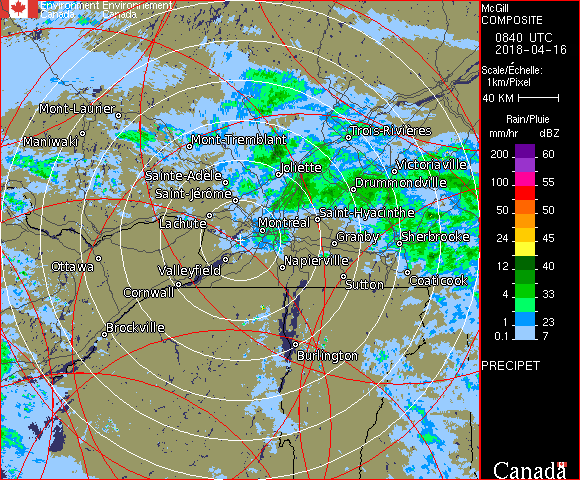 Environment Environnement
Canada Canada
Mont-Laurier
Maniwaki
Mont-Tremblant
Trois-Rivières
Sainte-Adèle
Joliette
Victoriaville
Saint-Jérôme
Drummondville
Lachute
Montréal
Saint-Hyacinthe
Granby
Sherbrooke
Ottawa
Valleyfield
Napierville
Cornwall
Sutton
Coaticook
Brockville
Burlington
McGill
COMPOSITE
0840 UTC
2018-04-16
Scale/Échelle:
1km/Pixel
40 KM
Rain/Pluie
mm/hr dBZ
200 60
100 55
50 50
24 45
12 40
4 33
1 23
0.1 7
PRECIPET
Canada